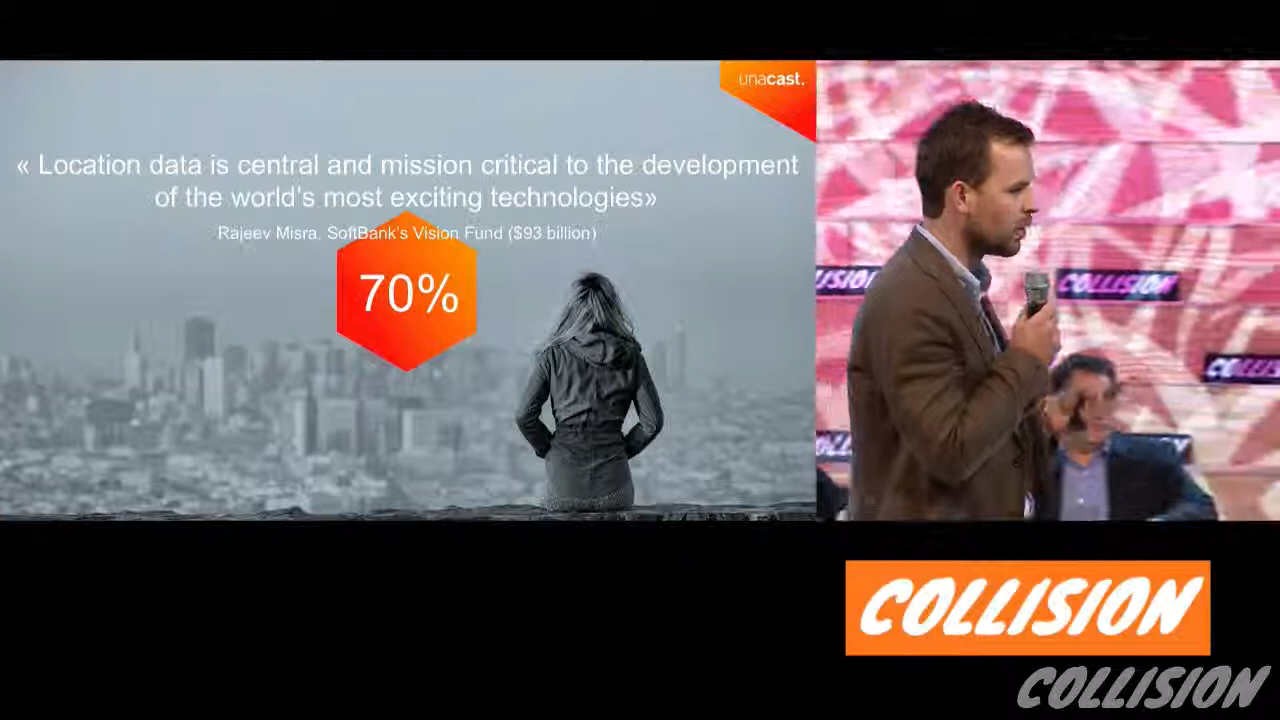 unacast.
« Location data is central and mission critical to the development
of the world's most exciting technologies»
Rajeev Misra, SoftBank's Vision Fund ($93 billion)
70%
COLLISION
COLLISION
COLLISION